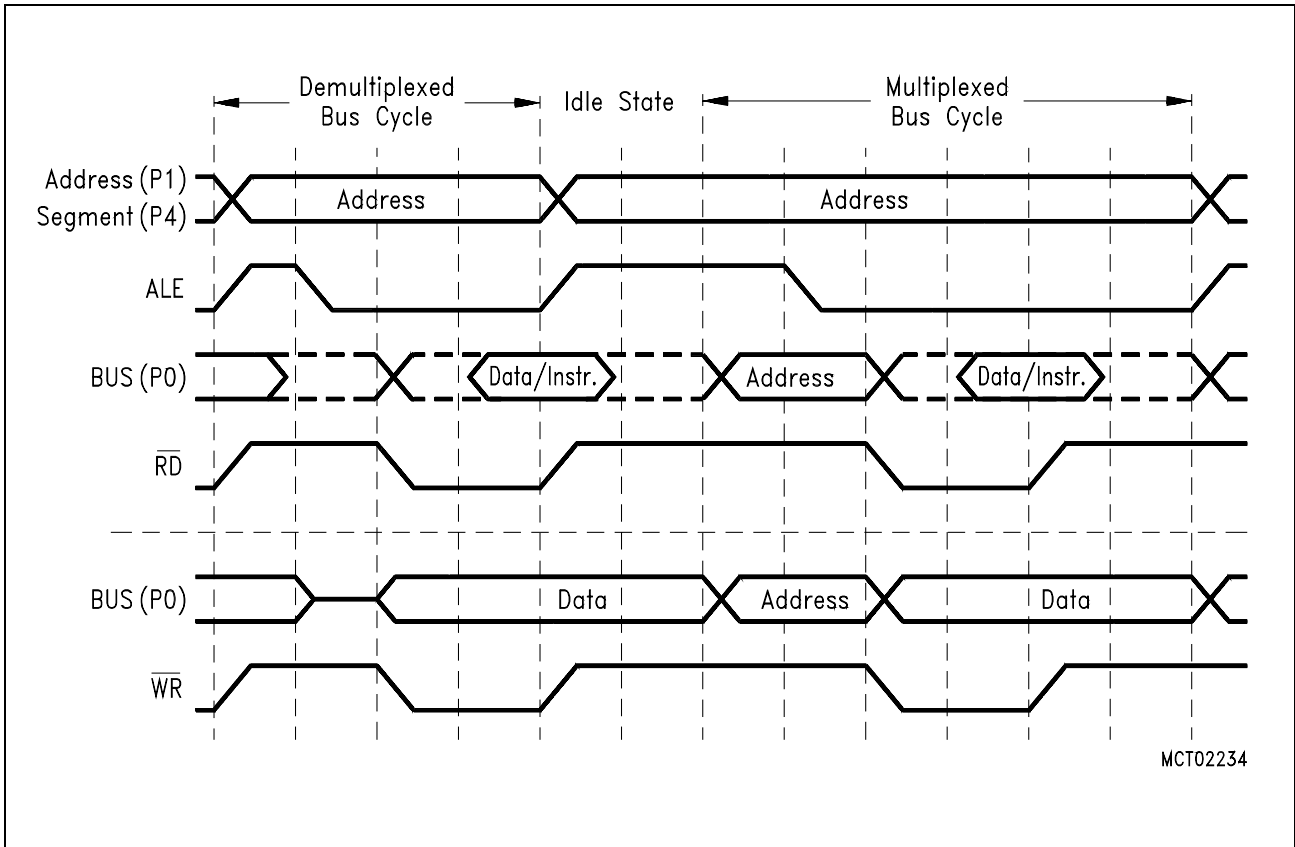 Demultiplexed
Bus Cycle
Idle State
Multiplexed
Bus Cycle
Address (P1)
Segment (P4)
Address
Address
ALE
BUS (P0)
Data/Instr.
Address
Data/Instr.
RD
BUS (P0)
Data
Address
Data
WR
MCT02234